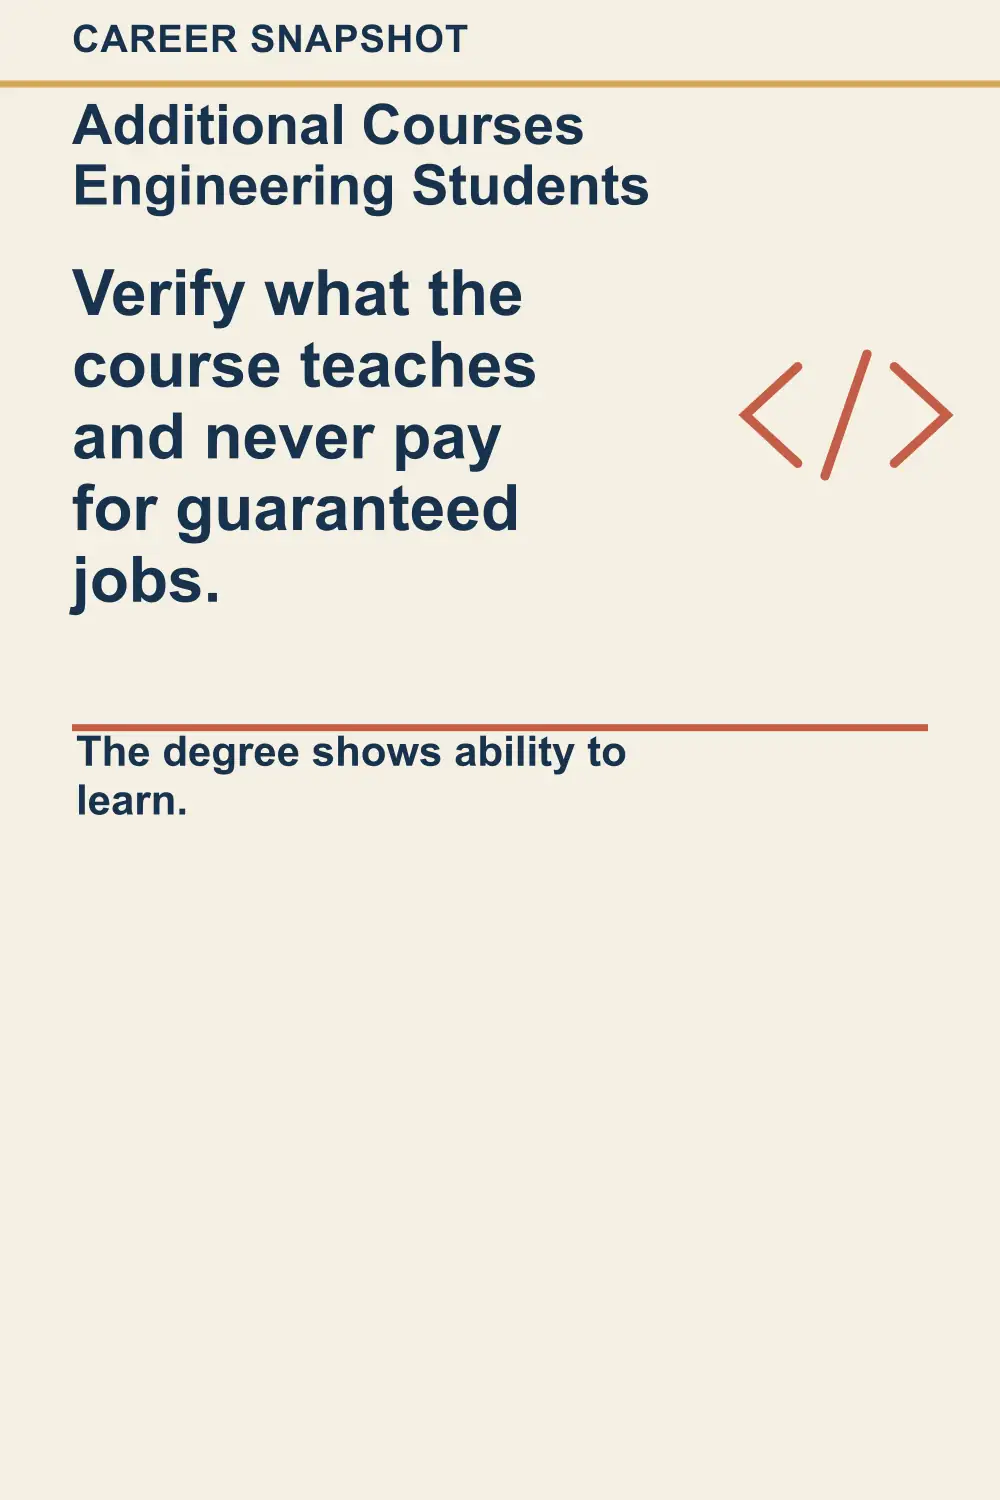 CAREER SNAPSHOT
Additional Courses
Engineering Students
Verify what the
course teaches
and never pay
for guaranteed
jobs.
The degree shows ability to
learn.